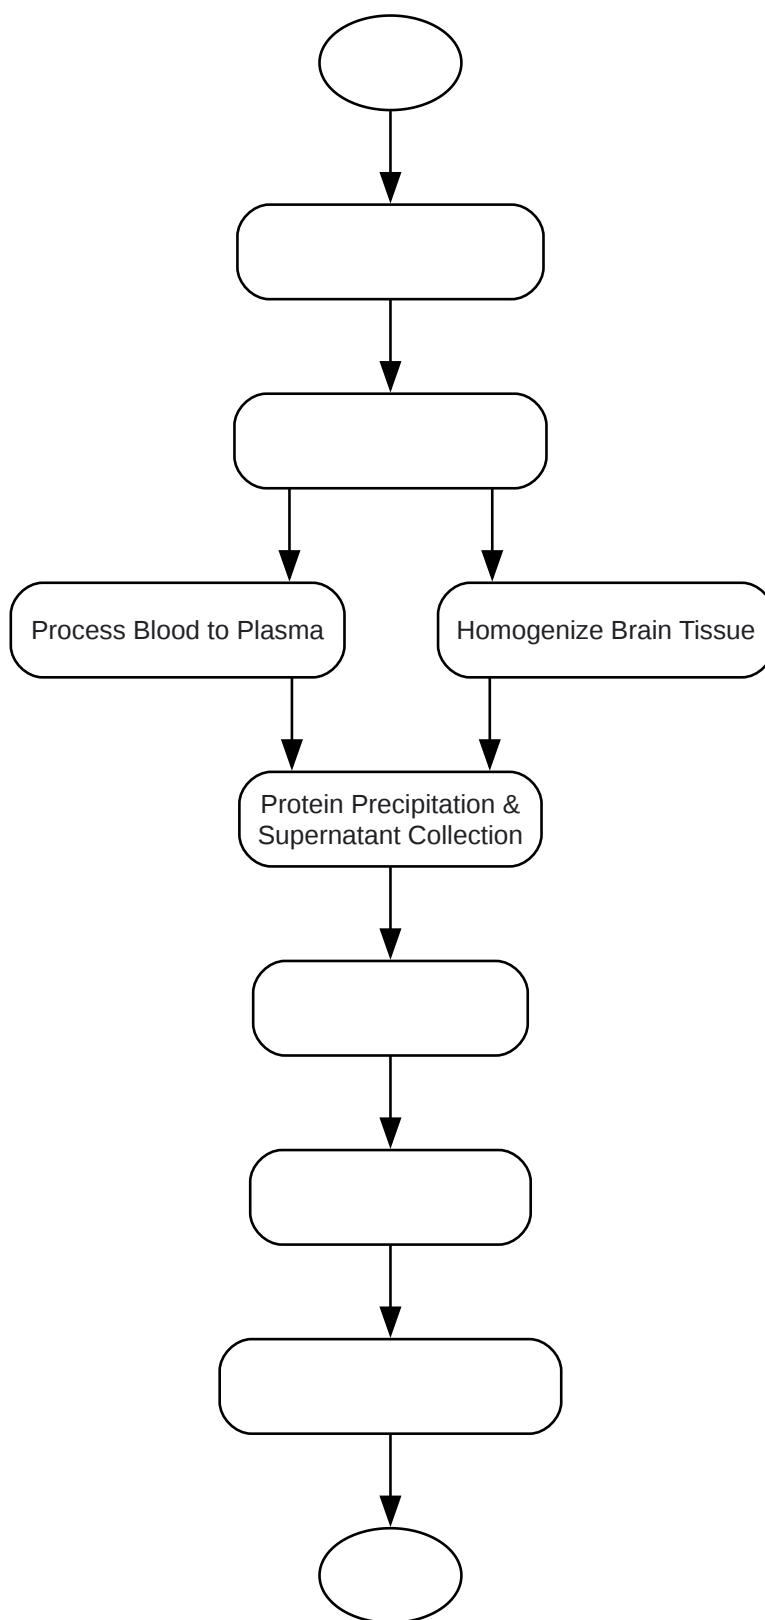 Process Blood to Plasma
Homogenize Brain Tissue
Protein Precipitation &
Supernatant Collection